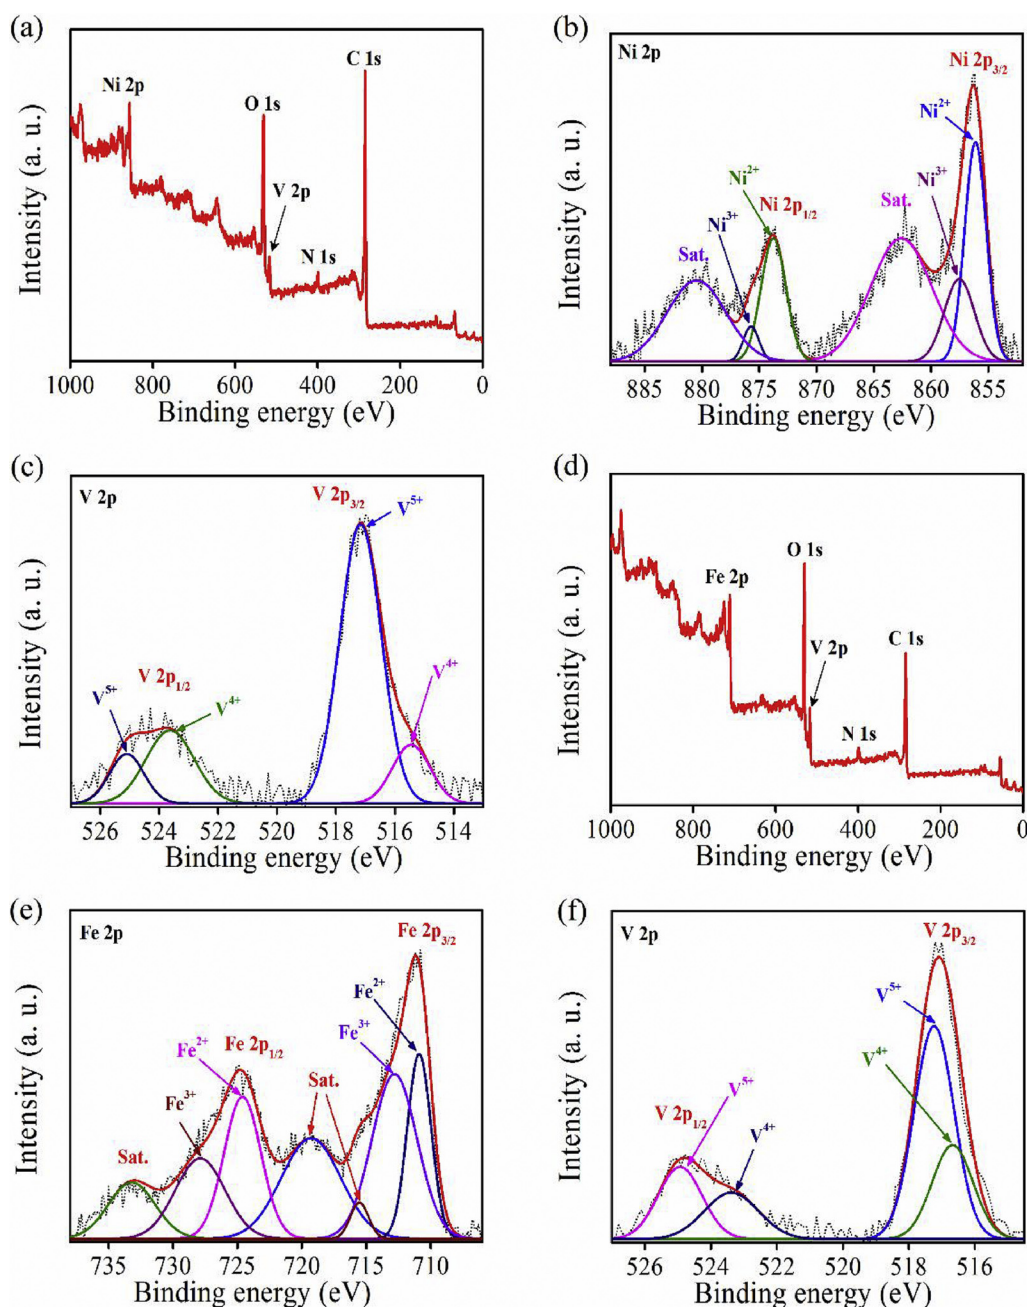 (a)
C 1s
Ni 2p
O 1s
V 2p
N 1s
Intensity (a. u.)
1000 800 600 400 200 0
Binding energy (eV)
(b)
Ni 2p
Ni 2p3/2
Ni2+
Ni3+
Sat.
Ni2+
Ni 2p1/2
Ni3+
Sat.
Intensity (a. u.)
885 880 874 870 865 860 855
Binding energy (eV)
(c)
V 2p
V 2p3/2
V5+
V4+
V 2p1/2
V5+
V4+
Intensity (a. u.)
526 524 522 520 517 515 514
Binding energy (eV)
(d)
O 1s
Fe 2p
V 2p
C 1s
N 1s
Intensity (a. u.)
1000 800 600 400 200 0
Binding energy (eV)
(e)
Fe 2p
Fe 2p3/2
Fe2+
Fe3+
Fe2+
Fe 2p1/2
Sat.
Fe3+
Sat.
Intensity (a. u.)
735 730 725 720 715 710
Binding energy (eV)
(f)
V 2p
V 2p3/2
V5+
V4+
V5+
V 2p1/2
V4+
Intensity (a. u.)
526 524 522 520 518 516
Binding energy (eV)